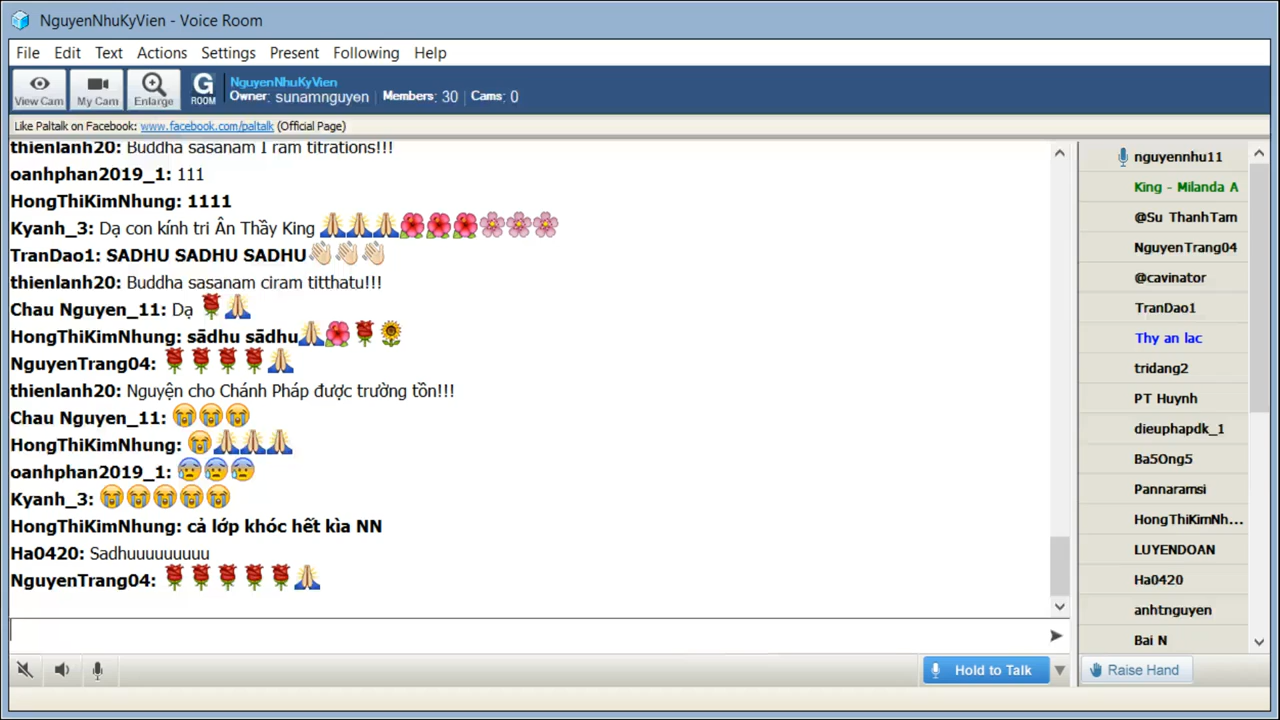 NguyenNhuKyVien - Voice Room
File Edit Text Actions Settings Present Following Help
View Cam My Cam Enlarge G ROOM NguyenNhuKyVien
Owner: sunamnguyen | Members: 30 | Cams: 0
Like Paltalk on Facebook: www.facebook.com/paltalk (Official Page)
thienlanh20: Buddha sasanam I ram titrations!!!
oanhphan2019_1: 111
HongThiKimNhung: 1111
Kyanh_3: Dạ con kính tri Ân Thầy King 🙏🙏🙏🌺🌺🌺🌸🌸🌸
TranDao1: SADHU SADHU SADHU👏🏻👏🏻👏🏻
thienlanh20: Buddha sasanam ciram titthatu!!!
Chau Nguyen_11: Dạ 🌹🙏
HongThiKimNhung: sādhu sādhu🙏🌺🌹🌻
NguyenTrang04: 🌹🌹🌹🌹🙏
thienlanh20: Nguyện cho Chánh Pháp được trường tồn!!!
Chau Nguyen_11: 😭😭😭
HongThiKimNhung: 😭🙏🙏🙏
oanhphan2019_1: 😰😰😰
Kyanh_3: 😭😭😭😭😭
HongThiKimNhung: cả lớp khóc hết kìa NN
Ha0420: Sadhuuuuuuuuu
NguyenTrang04: 🌹🌹🌹🌹🌹🙏
nguyennhu11
King - Milanda A
@Su ThanhTam
NguyenTrang04
@cavinator
TranDao1
Thy an lac
tridang2
PT Huynh
dieuphapdk_1
Ba5Ong5
Pannaramsi
HongThiKimNh...
LUYENDOAN
Ha0420
anhtnguyen
Bai N
Hold to Talk
Raise Hand